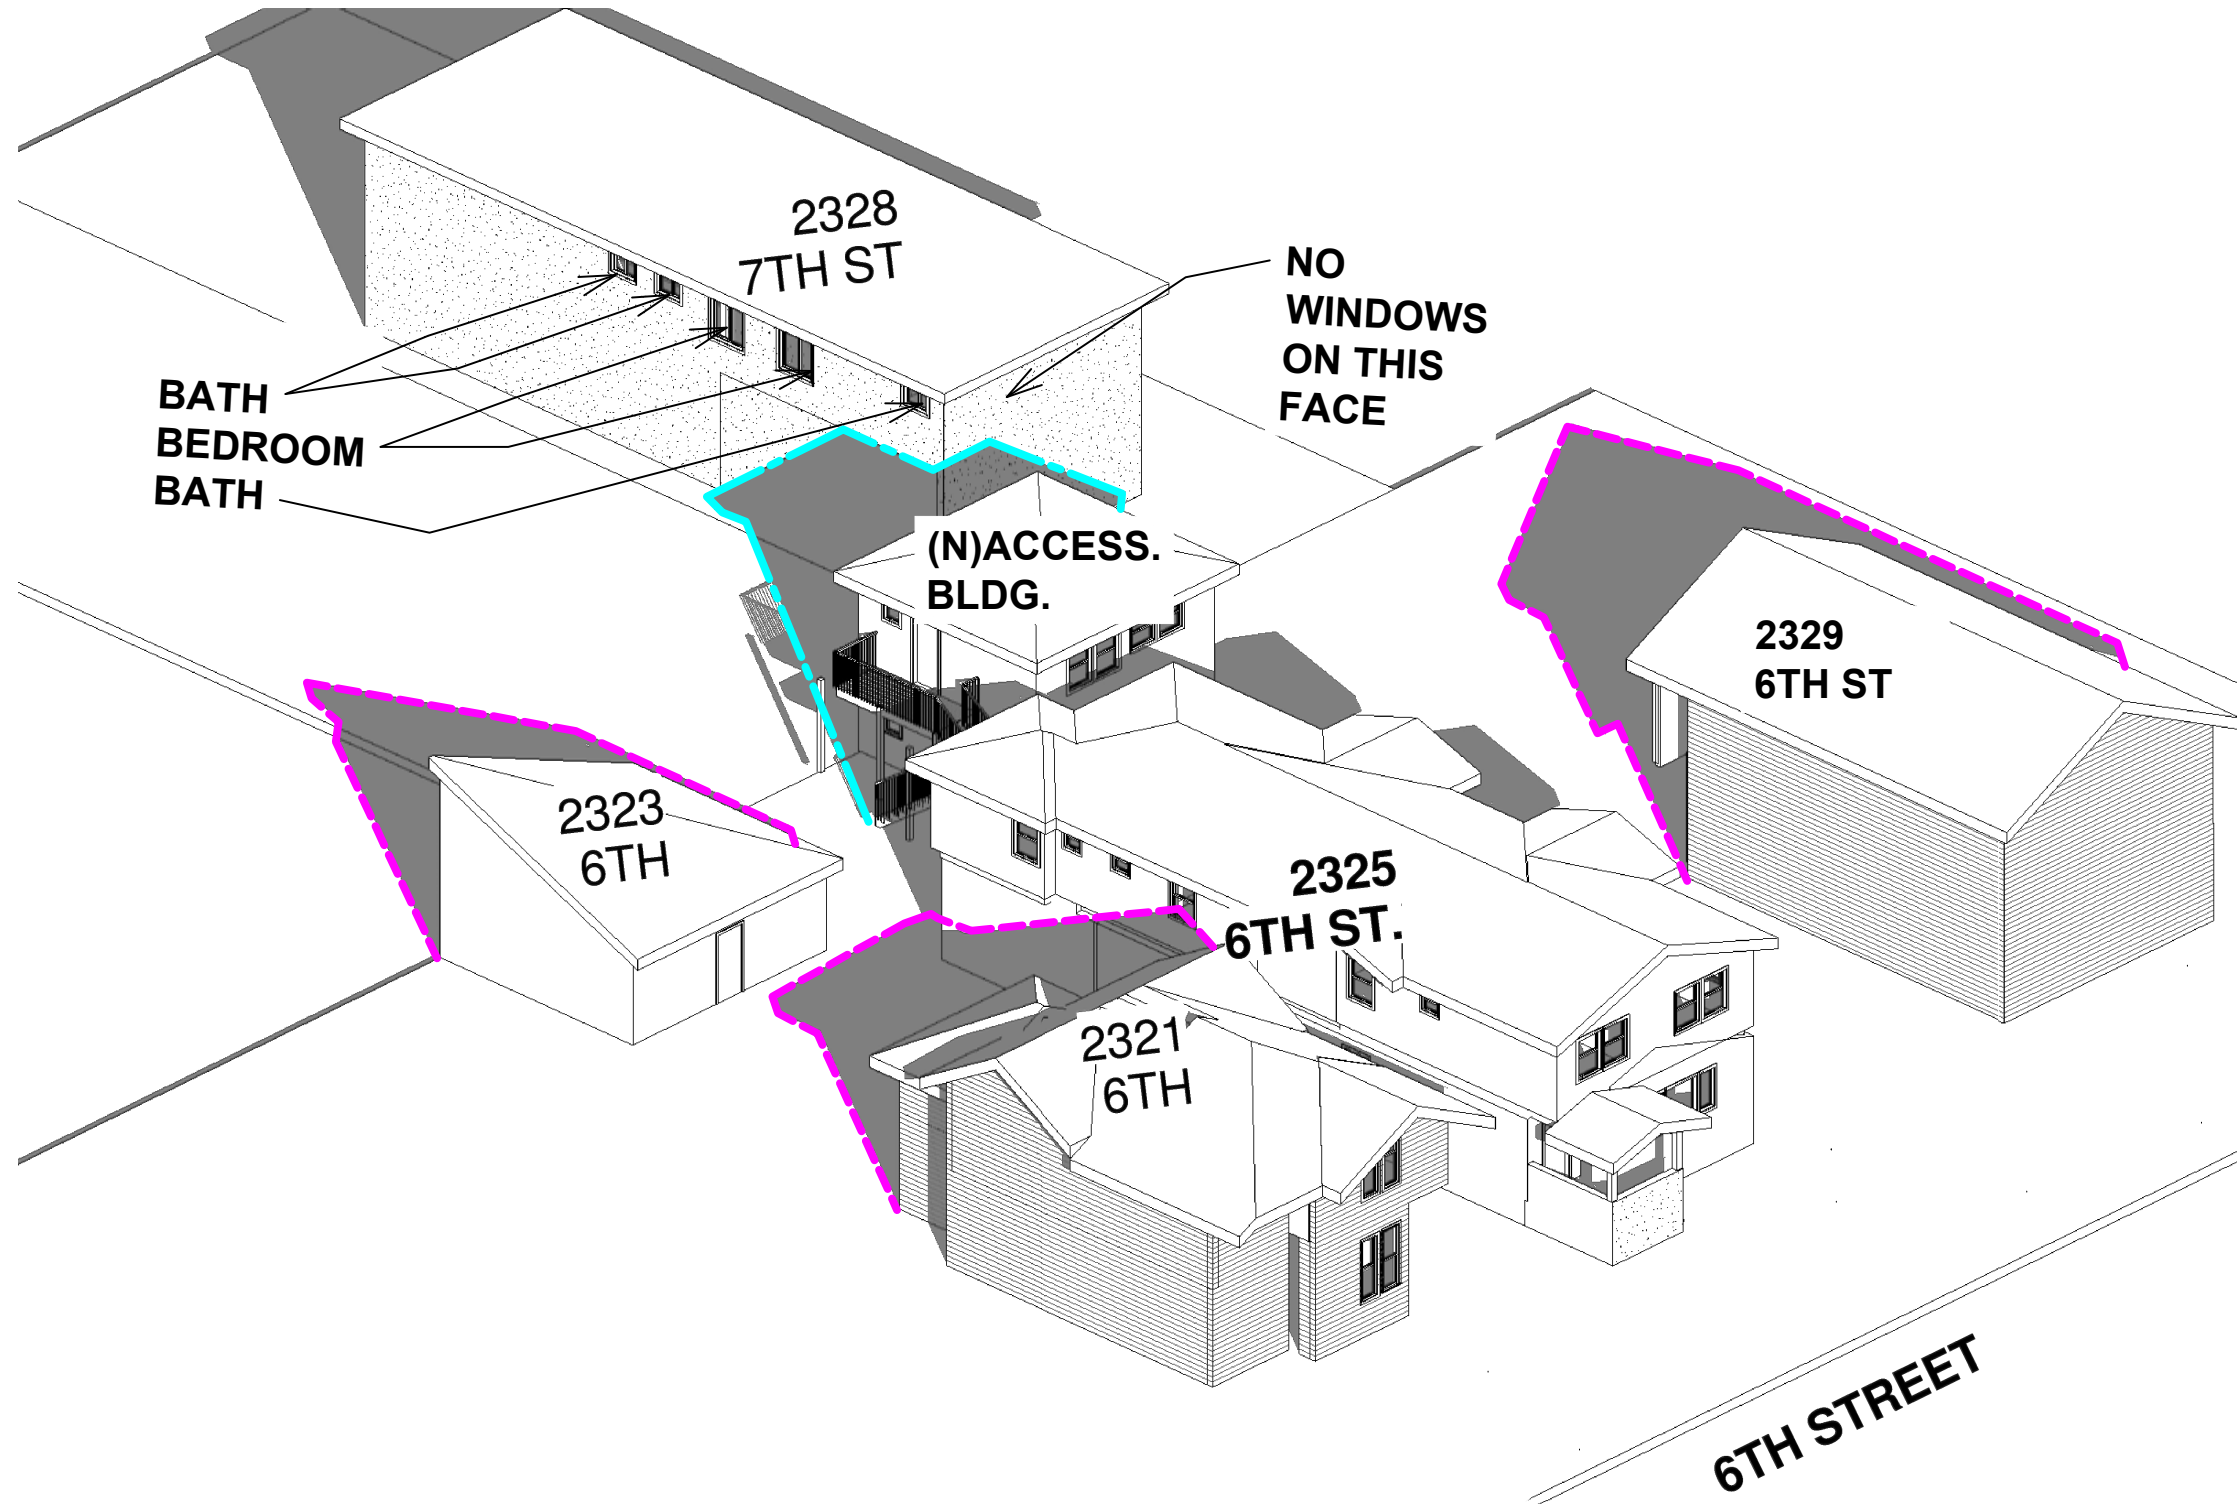 2328
7TH ST
NO
WINDOWS
ON THIS
FACE
BATH
BEDROOM
BATH
(N)ACCESS.
BLDG.
2329
6TH ST
2323
6TH
2325
6TH ST.
2321
6TH
6TH STREET